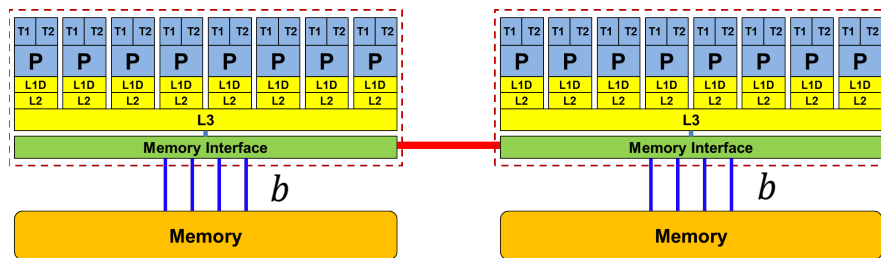 T1 T2 T1 T2 T1 T2 T1 T2 T1 T2 T1 T2 T1 T2 T1 T2 T1 T2 T1 T2 T1 T2 T1 T2 T1 T2 T1 T2 T1 T2 T1 T2
P P P P P P P P P P P P P P P P
L1D L1D L1D L1D L1D L1D L1D L1D L1D L1D L1D L1D L1D L1D L1D L1D
L2 L2 L2 L2 L2 L2 L2 L2 L2 L2 L2 L2 L2 L2 L2 L2
L3 L3
Memory Interface Memory Interface
b b
Memory Memory